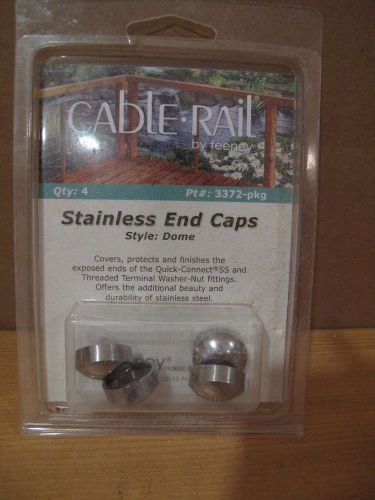 CABLE•RAIL®
by feeney
Qty: 4 Pt#: 3372-pkg
Stainless End Caps
Style: Dome
Covers, protects and finishes the
exposed ends of the Quick-Connect®SS and
Threaded Terminal Washer-Nut fittings.
Offers the additional beauty and
durability of stainless steel.